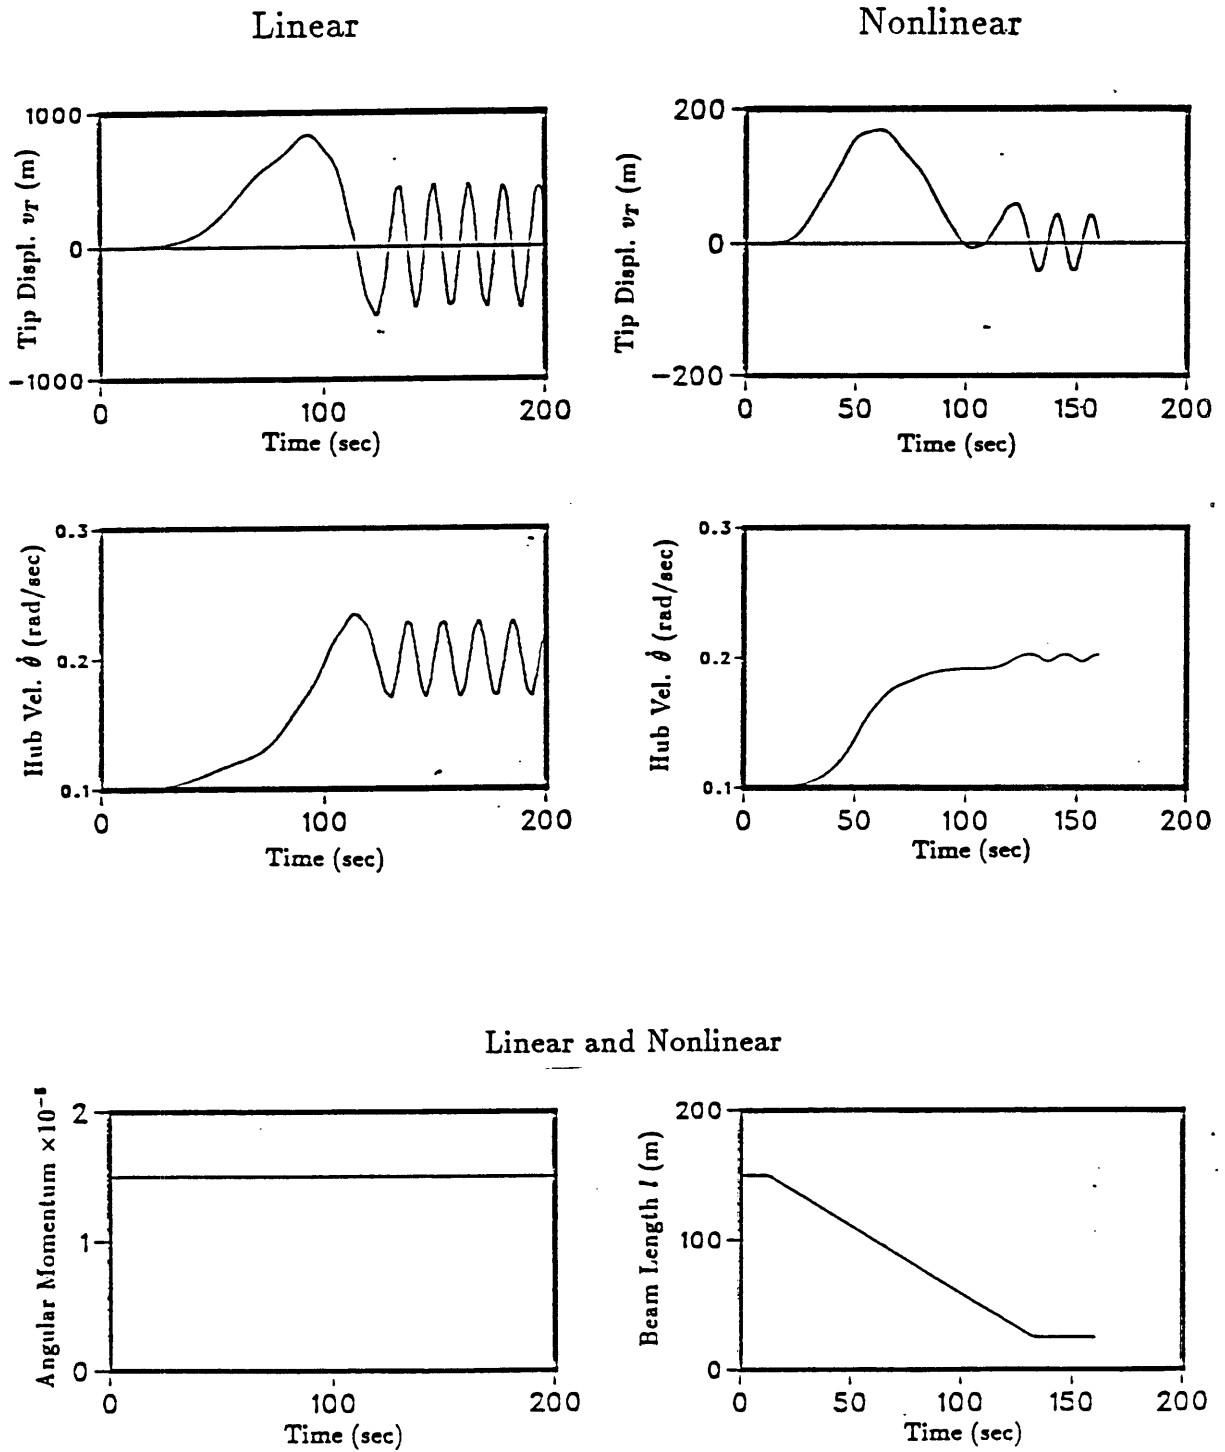 Linear
Nonlinear
1000
0
-1000
Tip Displ. v_T (m)
0 100 200
Time (sec)
200
0
-200
Tip Displ. v_T (m)
0 50 100 150 200
Time (sec)
0.3
0.2
0.1
Hub Vel. θ̇ (rad/sec)
0 100 200
Time (sec)
0.3
0.2
0.1
Hub Vel. θ̇ (rad/sec)
0 50 100 150 200
Time (sec)
Linear and Nonlinear
2
1
0
Angular Momentum ×10⁻⁵
0 100 200
Time (sec)
200
100
0
Beam Length l (m)
0 50 100 150 200
Time (sec)